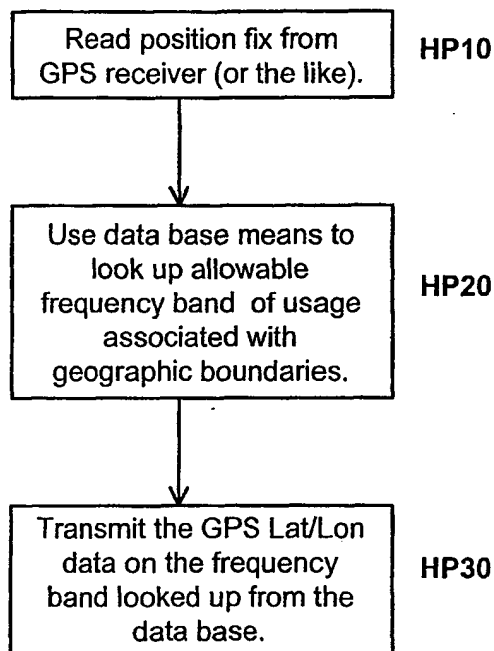 Read position fix from
GPS receiver (or the like).
HP10
Use data base means to
look up allowable
frequency band of usage
associated with
geographic boundaries.
HP20
Transmit the GPS Lat/Lon
data on the frequency
band looked up from the
data base.
HP30